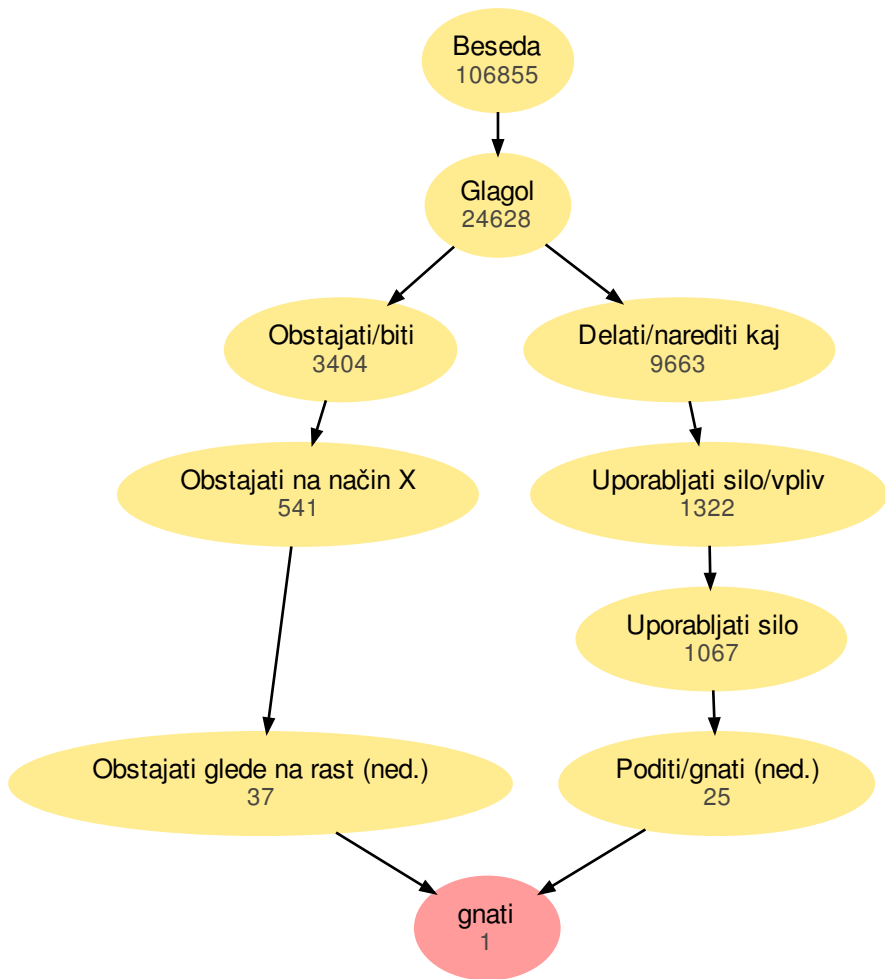 Beseda
106855
Glagol
24628
Obstajati/biti
3404
Delati/narediti kaj
9663
Obstajati na način X
541
Uporabljati silo/vpliv
1322
Uporabljati silo
1067
Obstajati glede na rast (ned.)
37
Poditi/gnati (ned.)
25
gnati
1